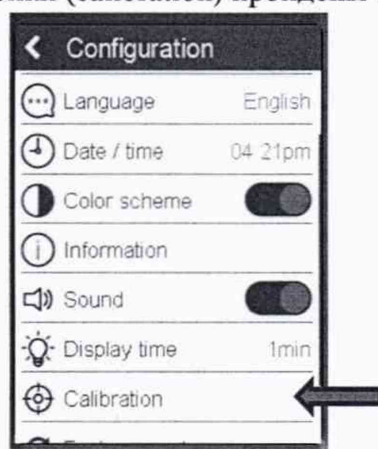 Configuration
Language English
Date / time 04 21pm
Color scheme
Information
Sound
Display time 1min
Calibration